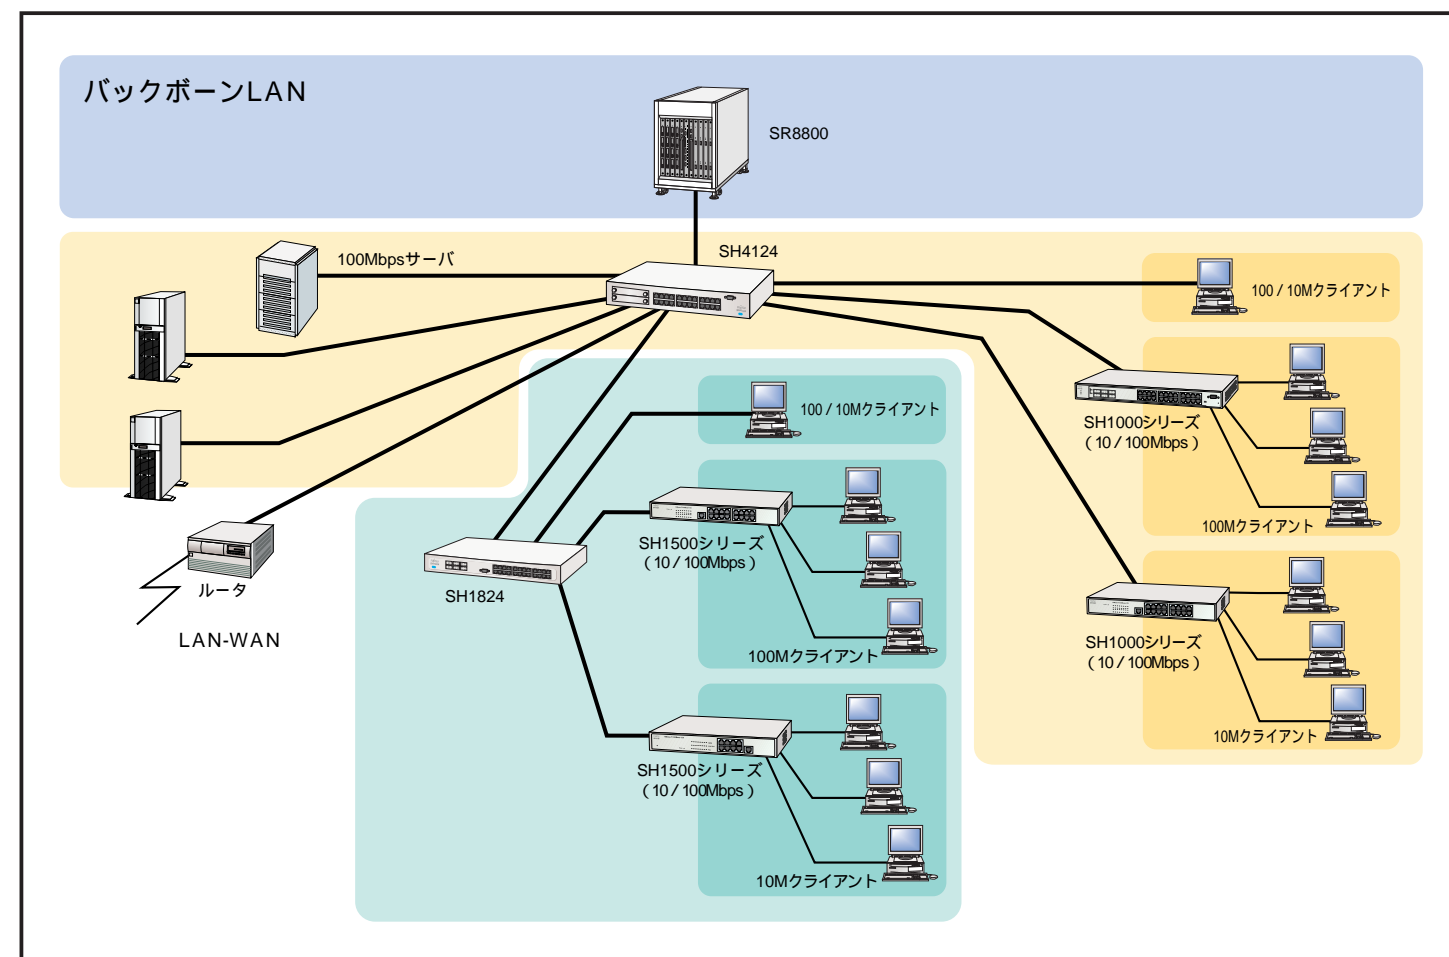 バックボーンLAN
SR8800
SH4124
100Mbpsサーバ
100 / 10Mクライアント
SH1000シリーズ
( 10 / 100Mbps )
100Mクライアント
100 / 10Mクライアント
SH1500シリーズ
( 10 / 100Mbps )
SH1824
ルータ
LAN-WAN
100Mクライアント
SH1000シリーズ
( 10 / 100Mbps )
10Mクライアント
SH1500シリーズ
( 10 / 100Mbps )
10Mクライアント